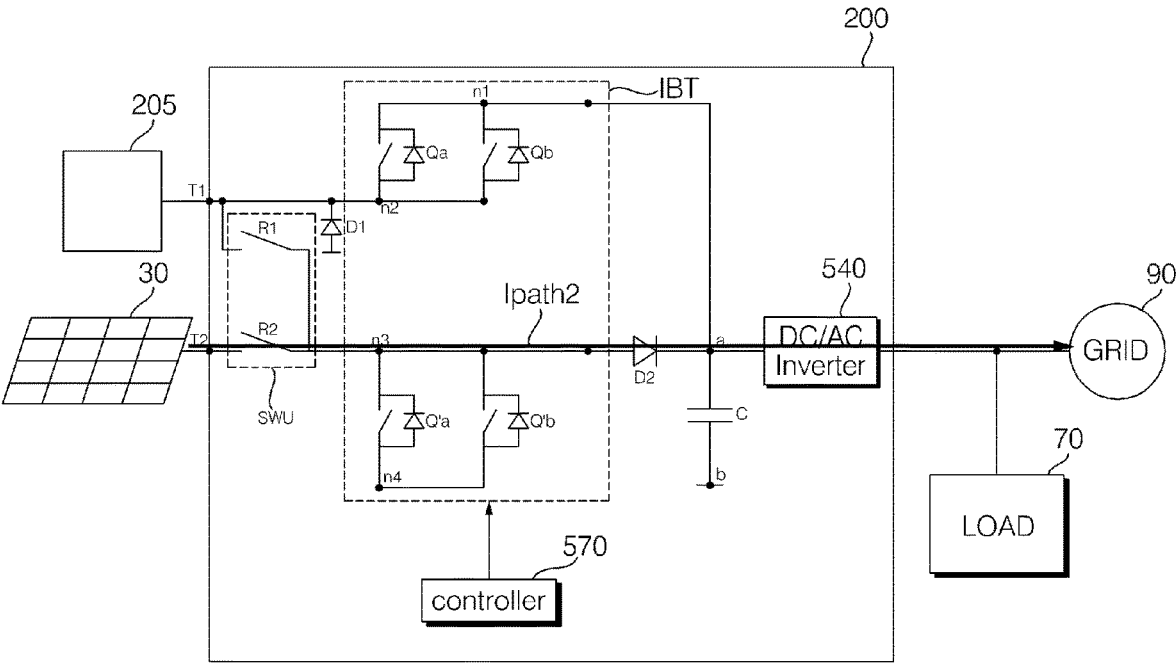 200
IBT
n1
205
Qa
Qb
T1
n2
R1
D1
30
Ipath2
540
90
T2
R2
n3
a
DC/AC
Inverter
GRID
D2
SWU
Q'a
Q'b
C
70
n4
b
LOAD
570
controller